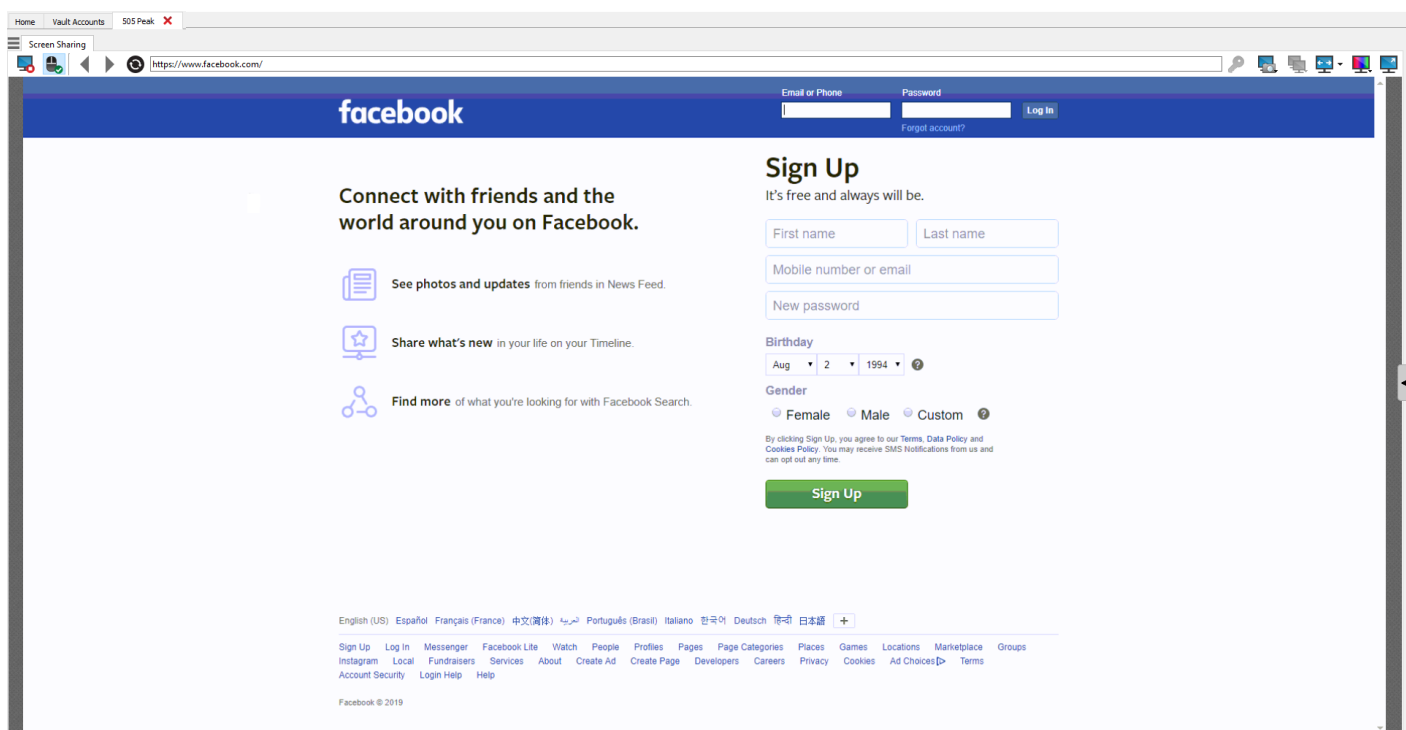 Home Vault Accounts 505 Peak
Screen Sharing
https://www.facebook.com/
Email or Phone Password
facebook
Log In
Forgot account?
Sign Up
It's free and always will be.
Connect with friends and the
world around you on Facebook.
First name Last name
Mobile number or email
New password
See photos and updates from friends in News Feed.
Share what's new in your life on your Timeline.
Find more of what you're looking for with Facebook Search.
Birthday
Aug 2 1994 ?
Gender
Female Male Custom ?
By clicking Sign Up, you agree to our Terms, Data Policy and
Cookies Policy. You may receive SMS Notifications from us and
can opt out any time.
Sign Up
English (US) Español Français (France) 中文(简体) العربية Português (Brasil) Italiano 한국어 Deutsch हिन्दी 日本語 +
Sign Up Log In Messenger Facebook Lite Watch People Profiles Pages Page Categories Places Games Locations Marketplace Groups
Instagram Local Fundraisers Services About Create Ad Create Page Developers Careers Privacy Cookies Ad Choices Terms
Account Security Login Help Help
Facebook © 2019